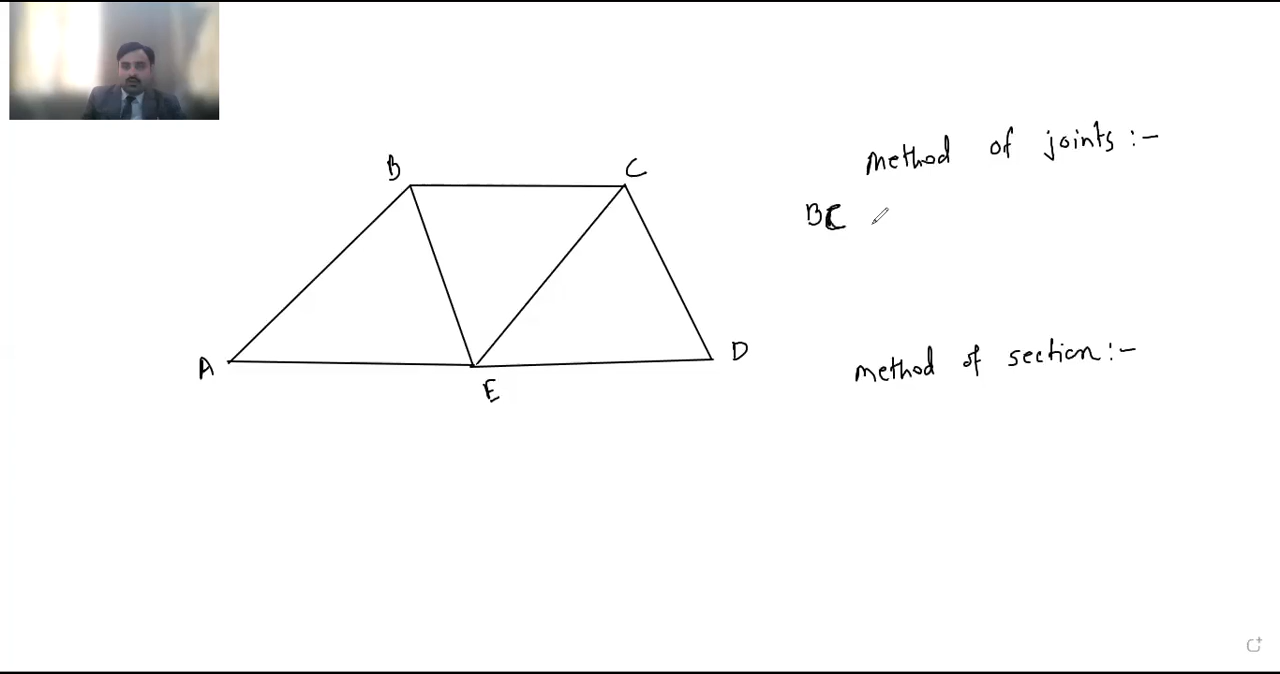 B
C
method of joints :-
BC
A
D
method of section :-
E